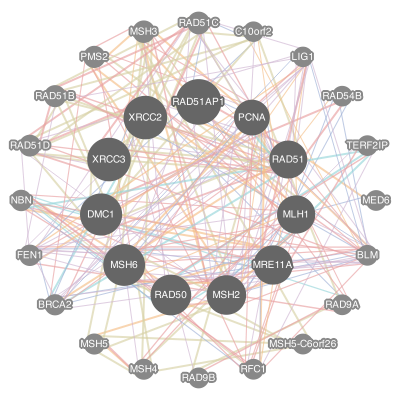 RAD51C
MSH3
C10orf2
PMS2
LIG1
RAD51B
RAD54B
RAD51AP1
XRCC2
PCNA
RAD51D
TERF2IP
XRCC3
RAD51
NBN
MED6
DMC1
MLH1
FEN1
BLM
MSH6
MRE11A
RAD50
MSH2
BRCA2
RAD9A
MSH5
MSH5-C6orf26
MSH4
RFC1
RAD9B